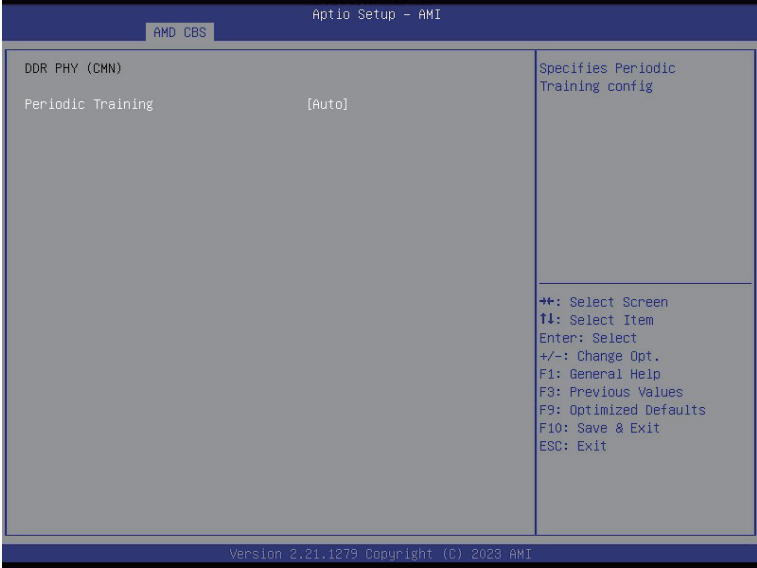 Aptio Setup – AMI
AMD CBS
DDR PHY (CMN)
Periodic Training [Auto]
Specifies Periodic
Training config
→←: Select Screen
↑↓: Select Item
Enter: Select
+/-: Change Opt.
F1: General Help
F3: Previous Values
F9: Optimized Defaults
F10: Save & Exit
ESC: Exit
Version 2.21.1279 Copyright (C) 2023 AMI